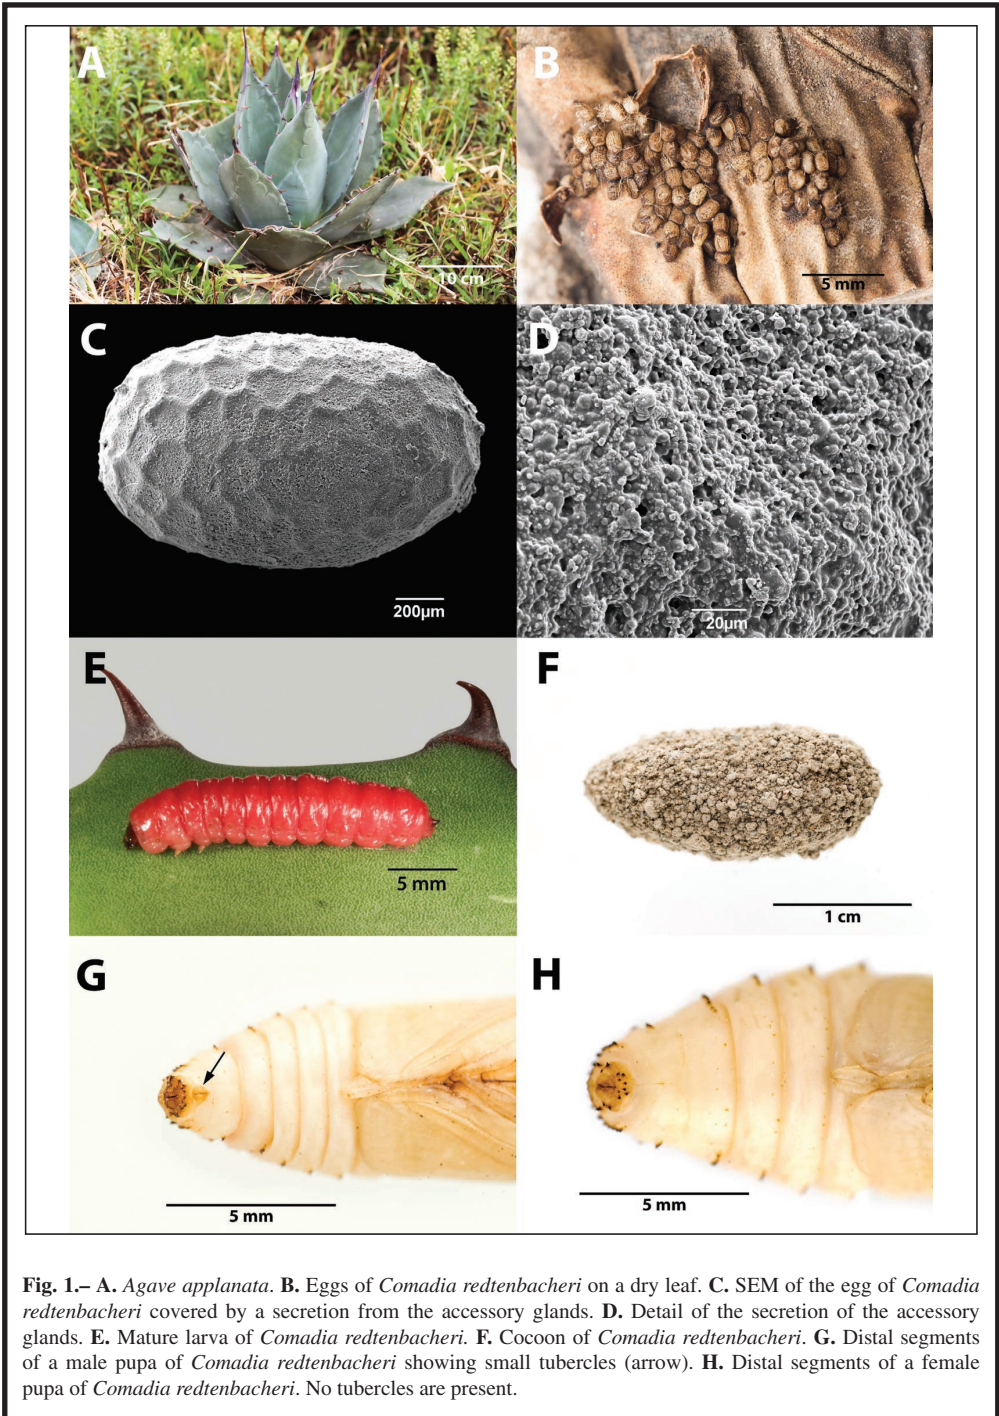 A
B
10 cm
5 mm
C
D
200µm
20µm
E
F
5 mm
1 cm
G
H
5 mm
5 mm
Fig. 1.– A. Agave applanata. B. Eggs of Comadia redtenbacheri on a dry leaf. C. SEM of the egg of Comadia
redtenbacheri covered by a secretion from the accessory glands. D. Detail of the secretion of the accessory
glands. E. Mature larva of Comadia redtenbacheri. F. Cocoon of Comadia redtenbacheri. G. Distal segments
of a male pupa of Comadia redtenbacheri showing small tubercles (arrow). H. Distal segments of a female
pupa of Comadia redtenbacheri. No tubercles are present.